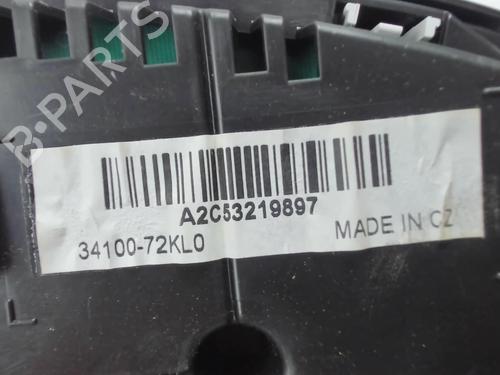 B-PARTS
A2C53219897
34100-72KL0
MADE IN CZ